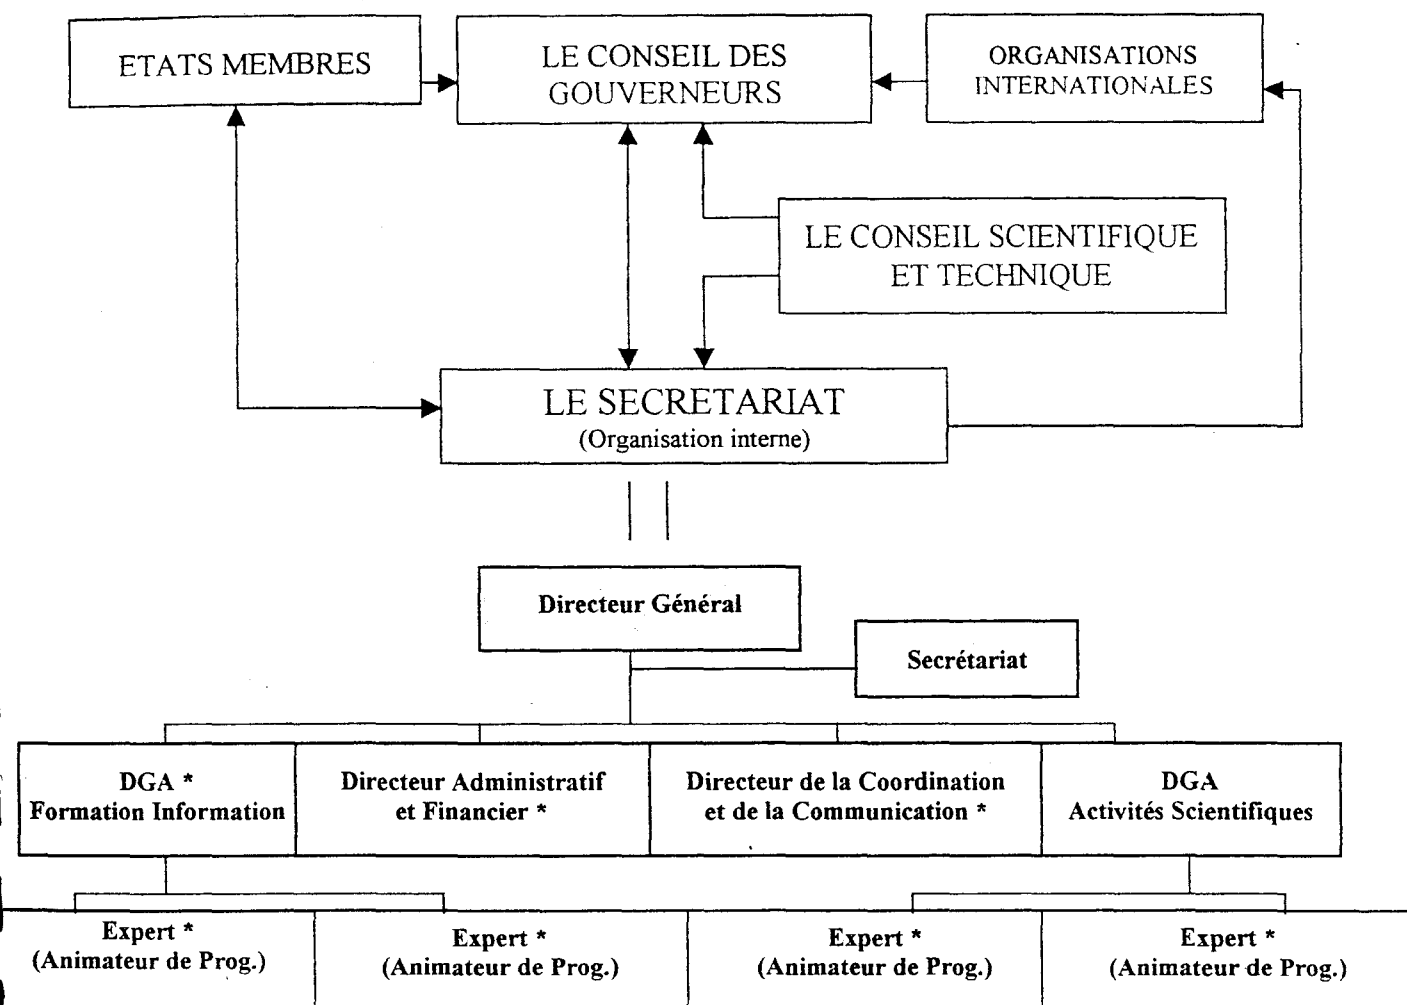 ETATS MEMBRES
LE CONSEIL DES
GOUVERNEURS
ORGANISATIONS
INTERNATIONALES
LE CONSEIL SCIENTIFIQUE
ET TECHNIQUE
LE SECRETARIAT
(Organisation interne)
Directeur Général
Secrétariat
DGA *
Formation Information
Directeur Administratif
et Financier *
Directeur de la Coordination
et de la Communication *
DGA
Activités Scientifiques
Expert *
(Animateur de Prog.)
Expert *
(Animateur de Prog.)
Expert *
(Animateur de Prog.)
Expert *
(Animateur de Prog.)